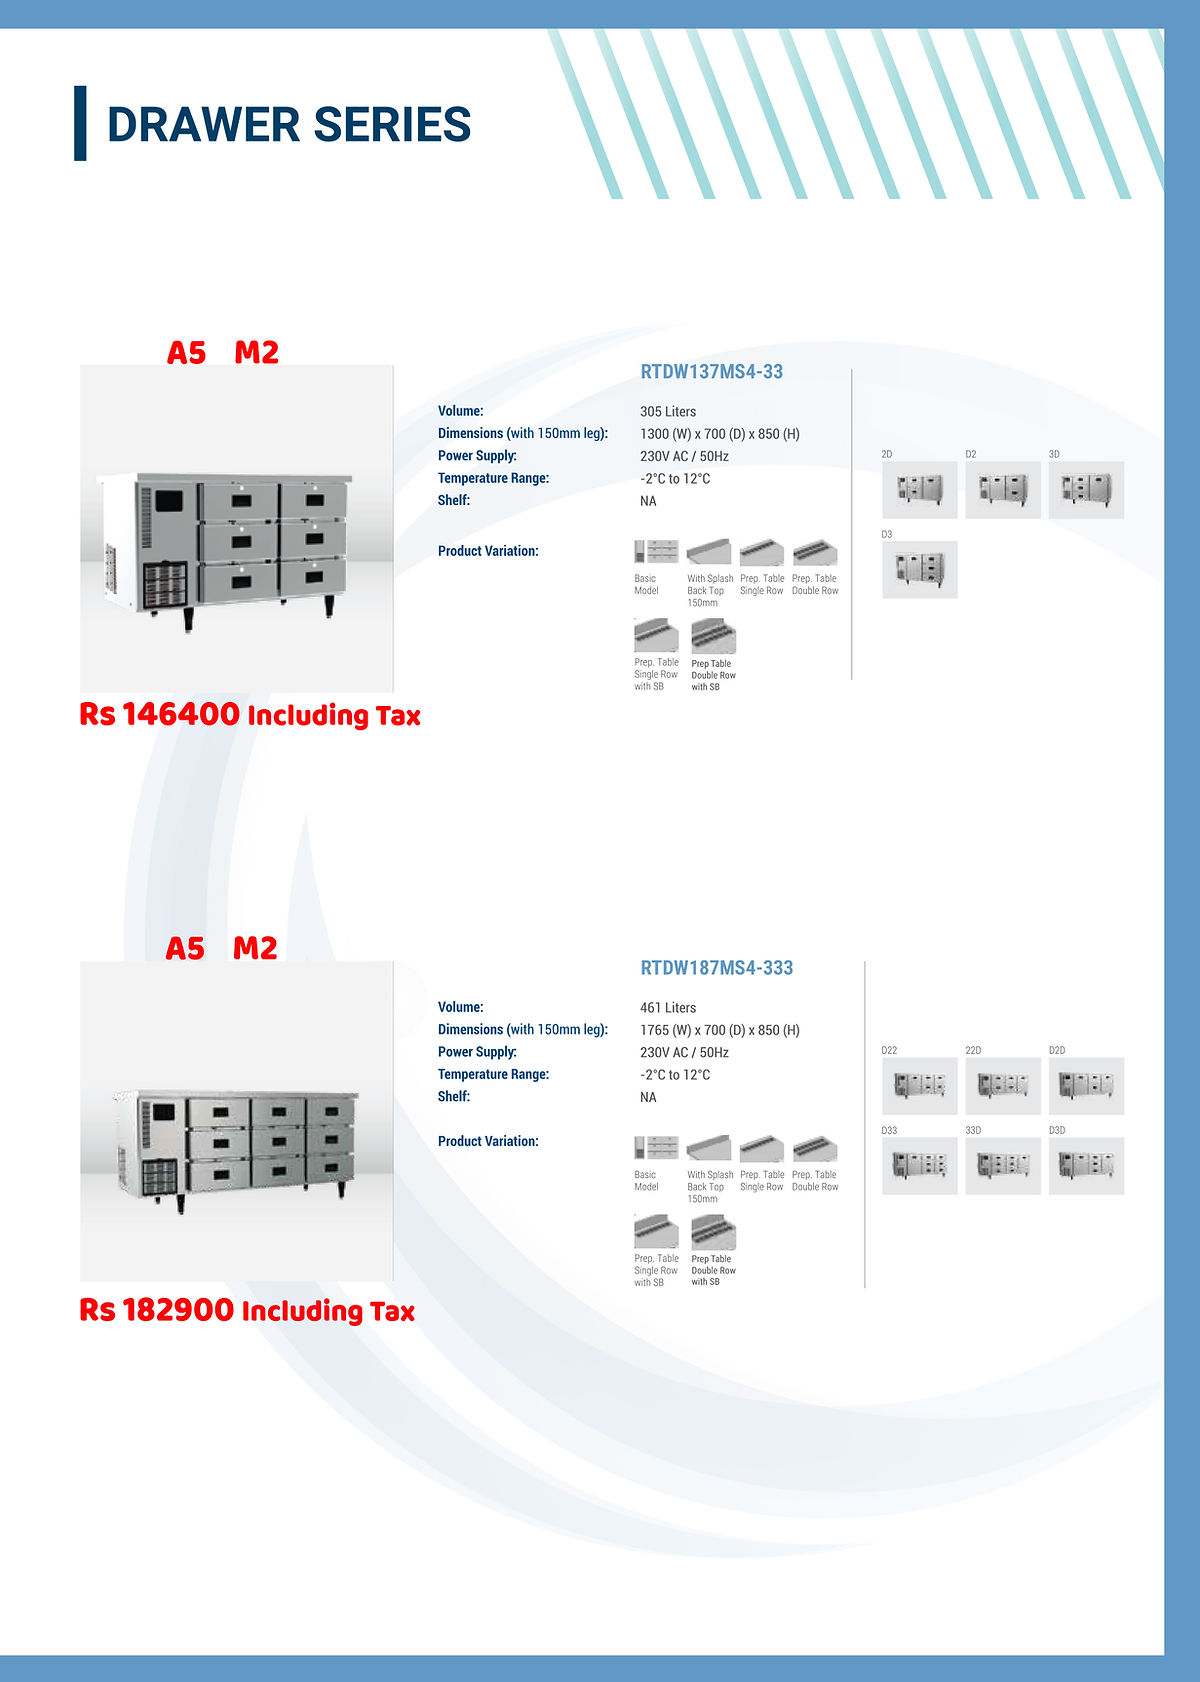 DRAWER SERIES
A5 M2
RTDW137MS4-33
Volume: 305 Liters
Dimensions (with 150mm leg): 1300 (W) x 700 (D) x 850 (H)
Power Supply: 230V AC / 50Hz
Temperature Range: -2°C to 12°C
Shelf: NA
Product Variation:
Basic
Model
With Splash
Back Top
150mm
Prep. Table
Single Row
Prep. Table
Double Row
Prep. Table
Single Row
with SB
Prep Table
Double Row
with SB
2D D2 3D
D3
Rs 146400 Including Tax
A5 M2
RTDW187MS4-333
Volume: 461 Liters
Dimensions (with 150mm leg): 1765 (W) x 700 (D) x 850 (H)
Power Supply: 230V AC / 50Hz
Temperature Range: -2°C to 12°C
Shelf: NA
Product Variation:
Basic
Model
With Splash
Back Top
150mm
Prep. Table
Single Row
Prep. Table
Double Row
Prep. Table
Single Row
with SB
Prep Table
Double Row
with SB
D22 22D D2D
D33 33D D3D
Rs 182900 Including Tax